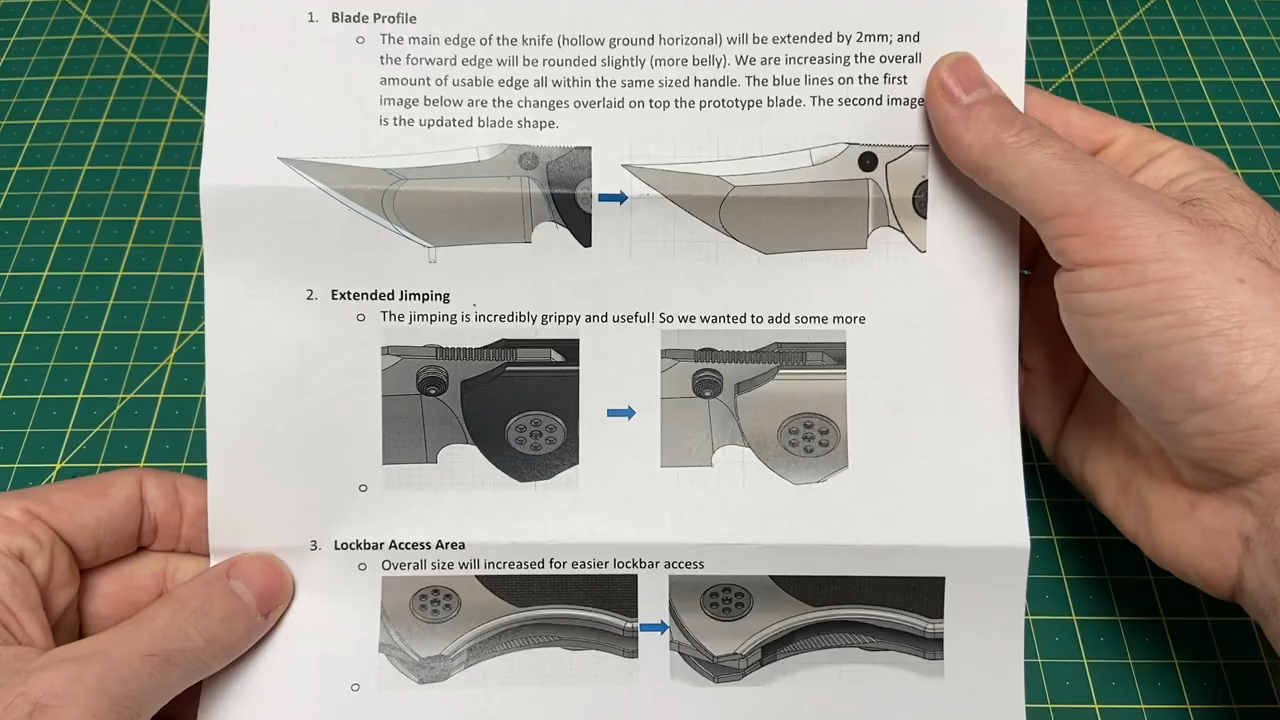 1. Blade Profile
o The main edge of the knife (hollow ground horizonal) will be extended by 2mm; and
the forward edge will be rounded slightly (more belly). We are increasing the overall
amount of usable edge all within the same sized handle. The blue lines on the first
image below are the changes overlaid on top the prototype blade. The second image
is the updated blade shape.
2. Extended Jimping
o The jimping is incredibly grippy and useful! So we wanted to add some more
o
3. Lockbar Access Area
o Overall size will increased for easier lockbar access
o